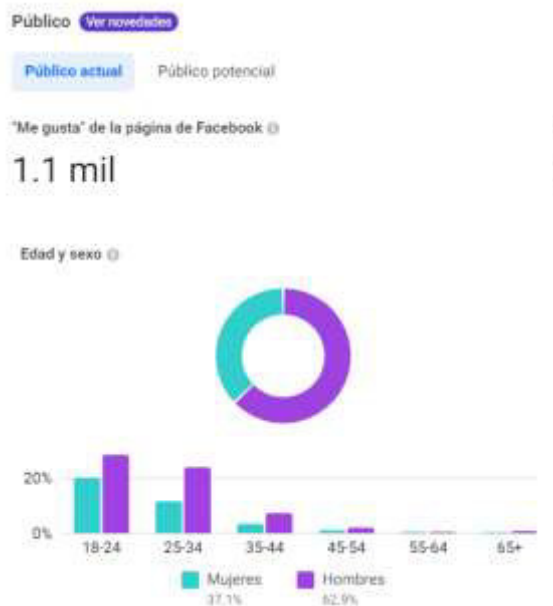 Público Ver novedades
Público actual Público potencial
"Me gusta" de la página de Facebook
1.1 mil
Edad y sexo
20%
0%
18-24 25-34 35-44 45-54 55-64 65+
Mujeres Hombres
37.1% 62.9%